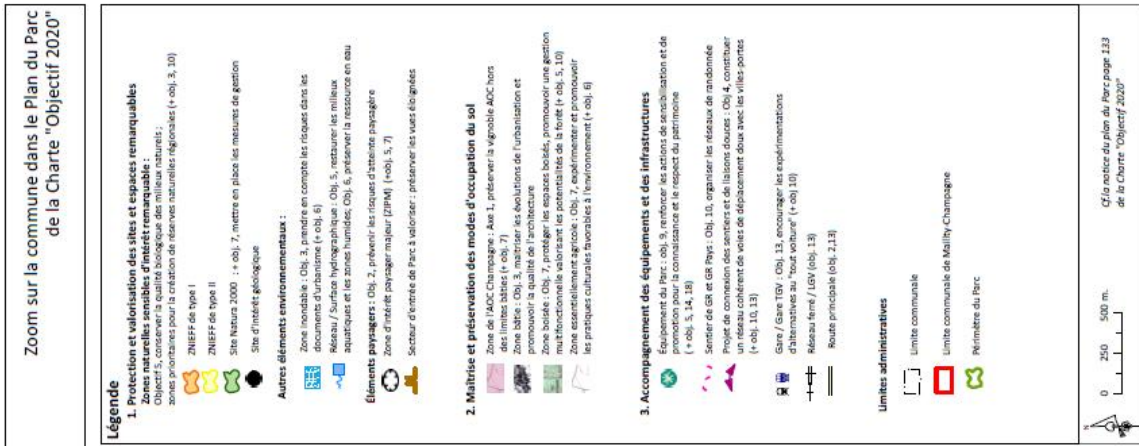 Zoom sur la commune dans le Plan du Parc
de la Charte "Objectif 2020"
Légende
1. Protection et valorisation des sites et espaces remarquables
Zones naturelles sensibles d'intérêt remarquable :
Objectif 5, conserver la qualité biologique des milieux naturels ;
zones prioritaires pour la création de réserves naturelles régionales (+ obj. 3, 10)
ZNIEFF de type I
ZNIEFF de type II
Site Natura 2000 : + obj. 7, mettre en place les mesures de gestion
Site d'intérêt géologique
Autres éléments environnementaux :
Zone inondable : Obj. 3, prendre en compte les risques dans les
documents d'urbanisme (+ obj. 6)
Réseau / Surface hydrographique : Obj. 5, restaurer les milieux
aquatiques et les zones humides; Obj. 6, préserver la ressource en eau
Éléments paysagers : Obj. 2, prévenir les risques d'atteinte paysagère
Zone d'intérêt paysager majeur (ZIPM) (+obj. 5, 7)
Secteur d'entrée de Parc à valoriser : préserver les vues éloignées
2. Maîtrise et préservation des modes d'occupation du sol
Zone de l'AOC Champagne : Axe 1, préserver la vignoble AOC hors
des limites bâties (+ obj. 7)
Zone bâtie : Obj. 3, maîtriser les évolutions de l'urbanisation et
promouvoir la qualité de l'architecture
Zone boisée : Obj. 7, protéger les espaces boisés, promouvoir une gestion
multifonctionnelle valorisant les potentialités de la forêt (+ obj. 5, 10)
Zone essentiellement agricole : Obj. 7, expérimenter et promouvoir
les pratiques culturales favorables à l'environnement (+ obj. 6)
3. Accompagnement des équipements et des infrastructures
Équipement du Parc : obj. 9, renforcer les actions de sensibilisation et de
promotion pour la connaissance et le respect du patrimoine
( + obj. 5, 14, 18)
Sentier de GR et GR Pays : Obj. 10, organiser les réseaux de randonnée
Projet de connexion des sentiers et de liaisons douces : Obj 4, constituer
un réseau cohérent de voies de déplacement doux avec les villes-portes
(+ obj. 10, 13)
Gare / Gare TGV : Obj. 13, encourager les expérimentations
d'alternatives au "tout voiture" (+ obj 10)
Réseau ferré / LGV (obj. 13)
Route principale (obj. 2,13)
Limites administratives
Limite communale
Limite communale de Mailly-Champagne
Périmètre du Parc
N
0 250 500 m.
Cf.la notice du plan du Parc page 133
de la Charte "Objectif 2020"